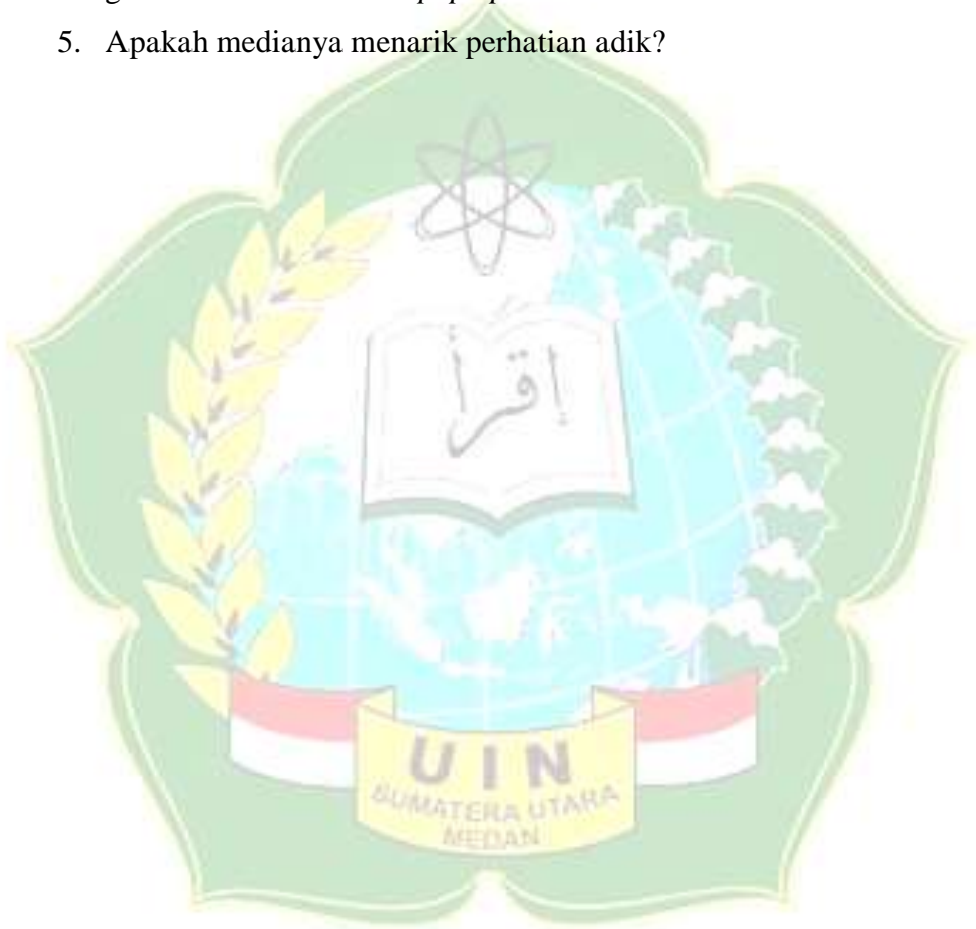 5. Apakah medianya menarik perhatian adik?
إقرأ
UIN
SUMATERA UTARA
MEDAN